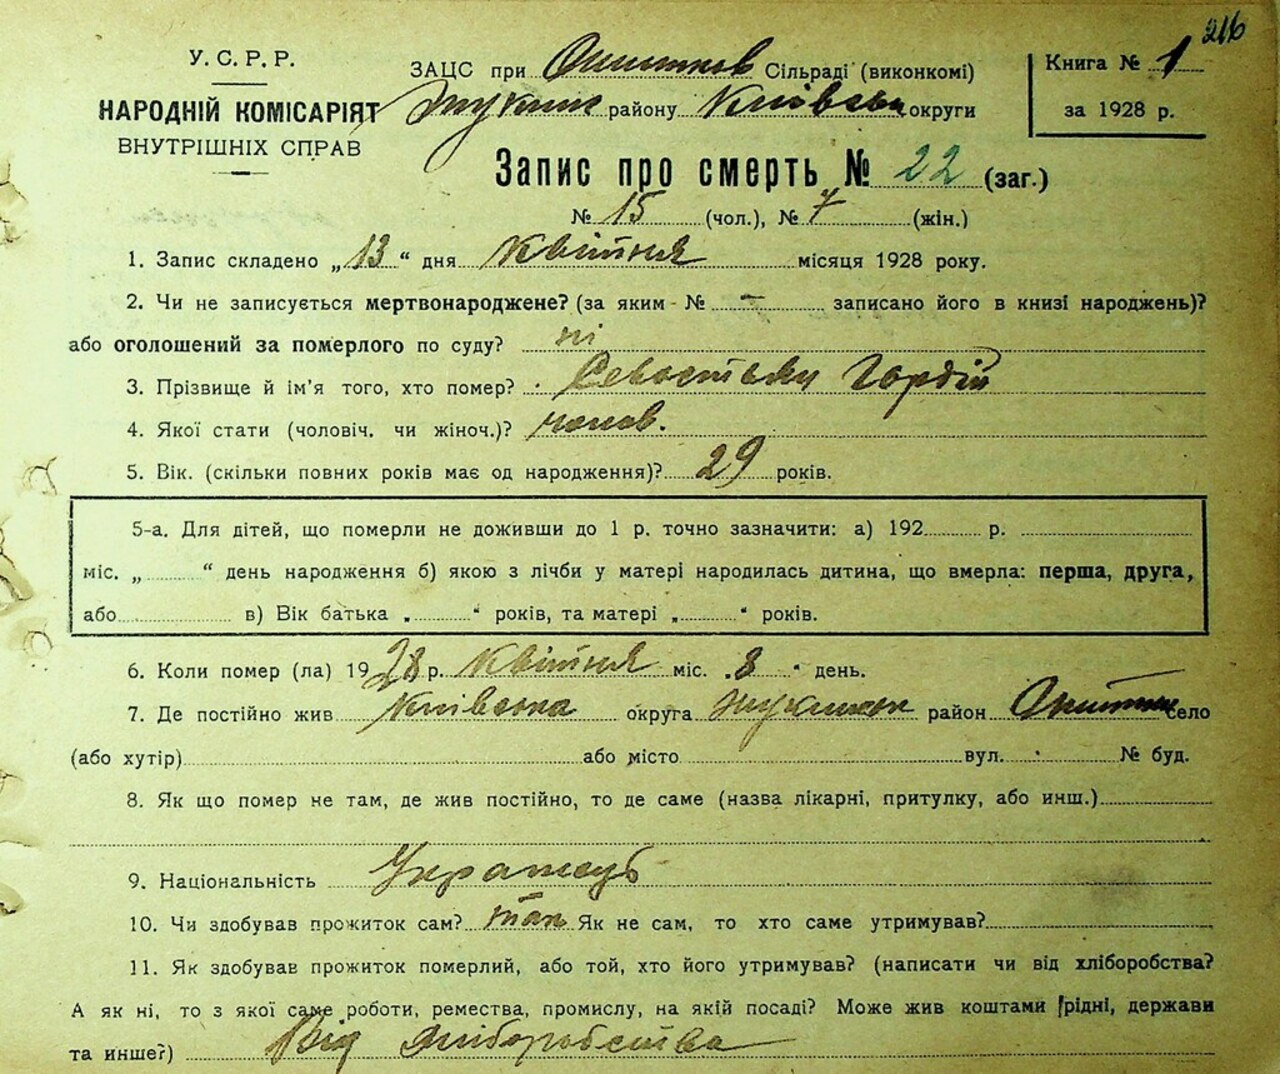 216
У. С. Р. Р.
НАРОДНІЙ КОМІСАРІЯТ
ВНУТРІШНІХ СПРАВ
ЗАЦС при Сільраді (виконкомі)
району Київськ округи
Книга № 1
за 1928 р.
Запис про смерть № 22 (заг.)
№ 15 (чол.), № 7 (жін.)
1. Запис складено „13“ дня квітня місяця 1928 року.
2. Чи не записується мертвонароджене? (за яким № — записано його в книзі народжень)?
або оголошений за померлого по суду? ні
3. Прізвище й ім'я того, хто помер? Севостьян Гордій
4. Якої стати (чоловіч. чи жіноч.)? чолов.
5. Вік. (скільки повних років має од народження)? 29 років.
5-а. Для дітей, що померли не доживши до 1 р. точно зазначити: а) 192 р.
міс. „ “ день народження б) якою з лічби у матері народилась дитина, що вмерла: перша, друга,
або в) Вік батька „ “ років, та матері „ “ років.
6. Коли помер (ла) 1928 р. квітня міс. „8“ день.
7. Де постійно жив Київська округа район село
(або хутір) або місто вул. № буд.
8. Як що помер не там, де жив постійно, то де саме (назва лікарні, притулку, або инш.)
9. Національність Українець
10. Чи здобував прожиток сам? так Як не сам, то хто саме утримував?
11. Як здобував прожиток померлий, або той, хто його утримував? (написати чи від хліборобства?
А як ні, то з якої саме роботи, ремества, промислу, на якій посаді? Може жив коштами рідні, держави
та инше?) Від хліборобства